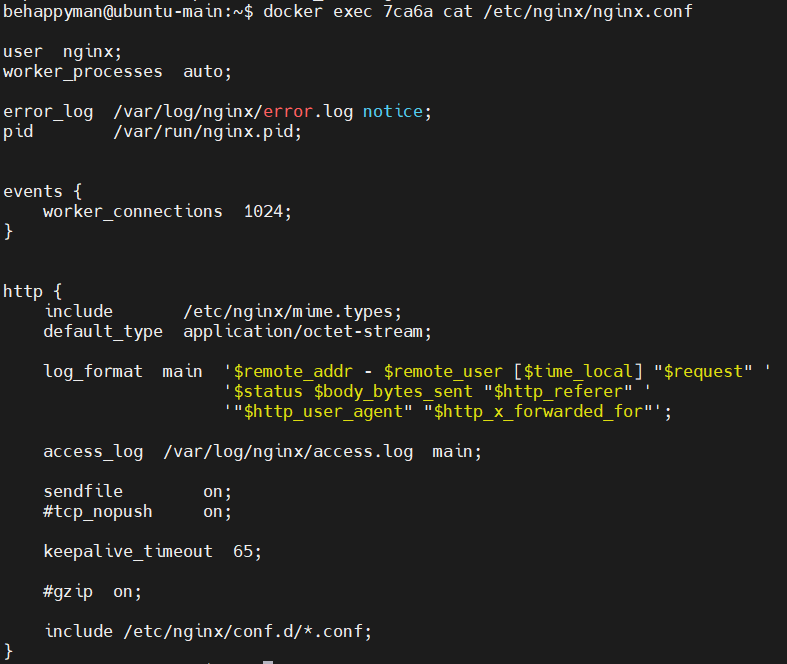 behappyman@ubuntu-main:~$ docker exec 7ca6a cat /etc/nginx/nginx.conf

user  nginx;
worker_processes  auto;

error_log  /var/log/nginx/error.log notice;
pid        /var/run/nginx.pid;


events {
    worker_connections  1024;
}


http {
    include       /etc/nginx/mime.types;
    default_type  application/octet-stream;

    log_format  main  '$remote_addr - $remote_user [$time_local] "$request" '
                      '$status $body_bytes_sent "$http_referer" '
                      '"$http_user_agent" "$http_x_forwarded_for"';

    access_log  /var/log/nginx/access.log  main;

    sendfile        on;
    #tcp_nopush     on;

    keepalive_timeout  65;

    #gzip  on;

    include /etc/nginx/conf.d/*.conf;
}